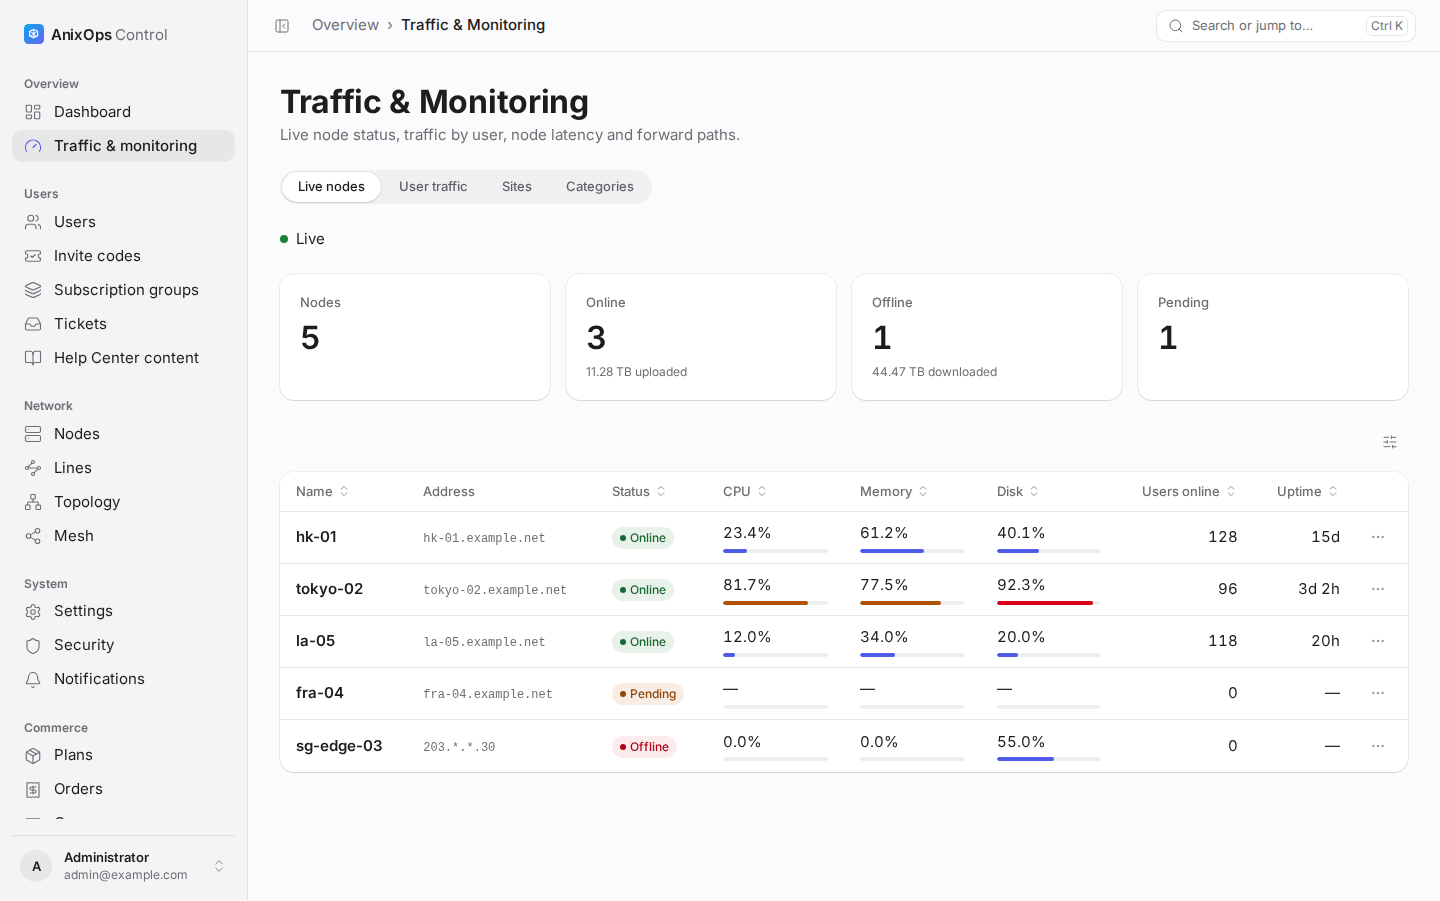 AnixOps Control
Overview
Dashboard
Traffic & monitoring
Users
Users
Invite codes
Subscription groups
Tickets
Help Center content
Network
Nodes
Lines
Topology
Mesh
System
Settings
Security
Notifications
Commerce
Plans
Orders
A
Administrator
admin@example.com
Overview › Traffic & Monitoring
Search or jump to... Ctrl K
Traffic & Monitoring
Live node status, traffic by user, node latency and forward paths.
Live nodes User traffic Sites Categories
Live
Nodes
5
Online
3
11.28 TB uploaded
Offline
1
44.47 TB downloaded
Pending
1
Name Address Status CPU Memory Disk Users online Uptime
hk-01 hk-01.example.net Online 23.4% 61.2% 40.1% 128 15d ···
tokyo-02 tokyo-02.example.net Online 81.7% 77.5% 92.3% 96 3d 2h ···
la-05 la-05.example.net Online 12.0% 34.0% 20.0% 118 20h ···
fra-04 fra-04.example.net Pending — — — 0 — ···
sg-edge-03 203.*.*.30 Offline 0.0% 0.0% 55.0% 0 — ···